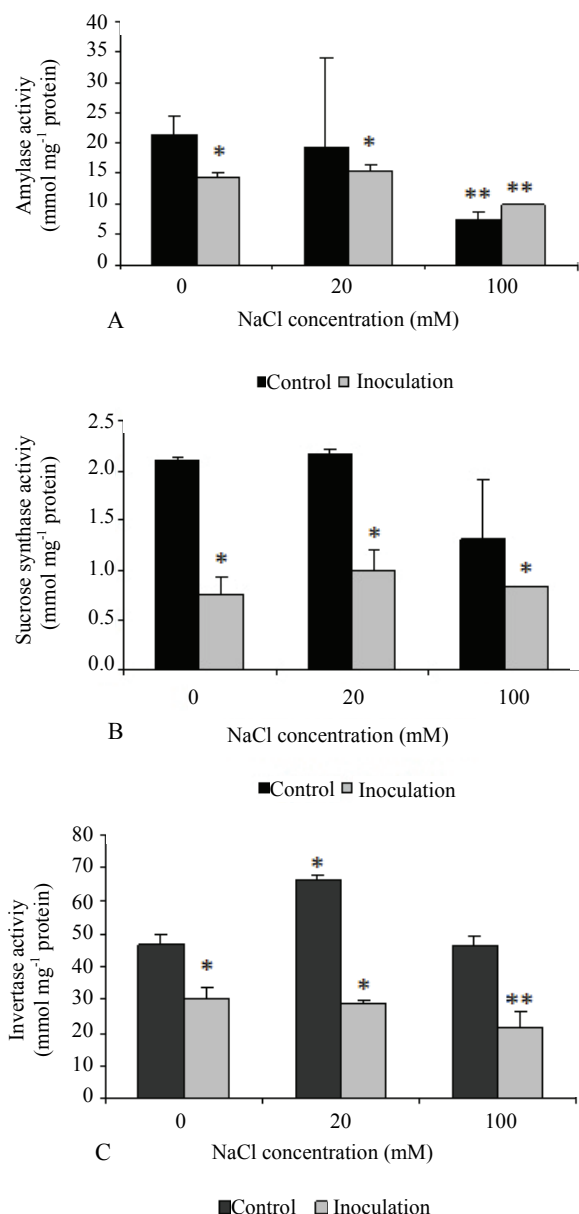 40
35
30
25
20
15
10
5
0
Amylase activiy
(mmol mg-1 protein)
*
*
**
**
0 20 100
A
NaCl concentration (mM)
Control Inoculation
2.5
2.0
1.5
1.0
0.5
0.0
Sucrose synthase activiy
(mmol mg-1 protein)
*
*
*
0 20 100
B
NaCl concentration (mM)
Control Inoculation
80
70
60
50
40
30
20
10
0
Invertase activiy
(mmol mg-1 protein)
*
*
*
**
0 20 100
C
NaCl concentration (mM)
Control Inoculation